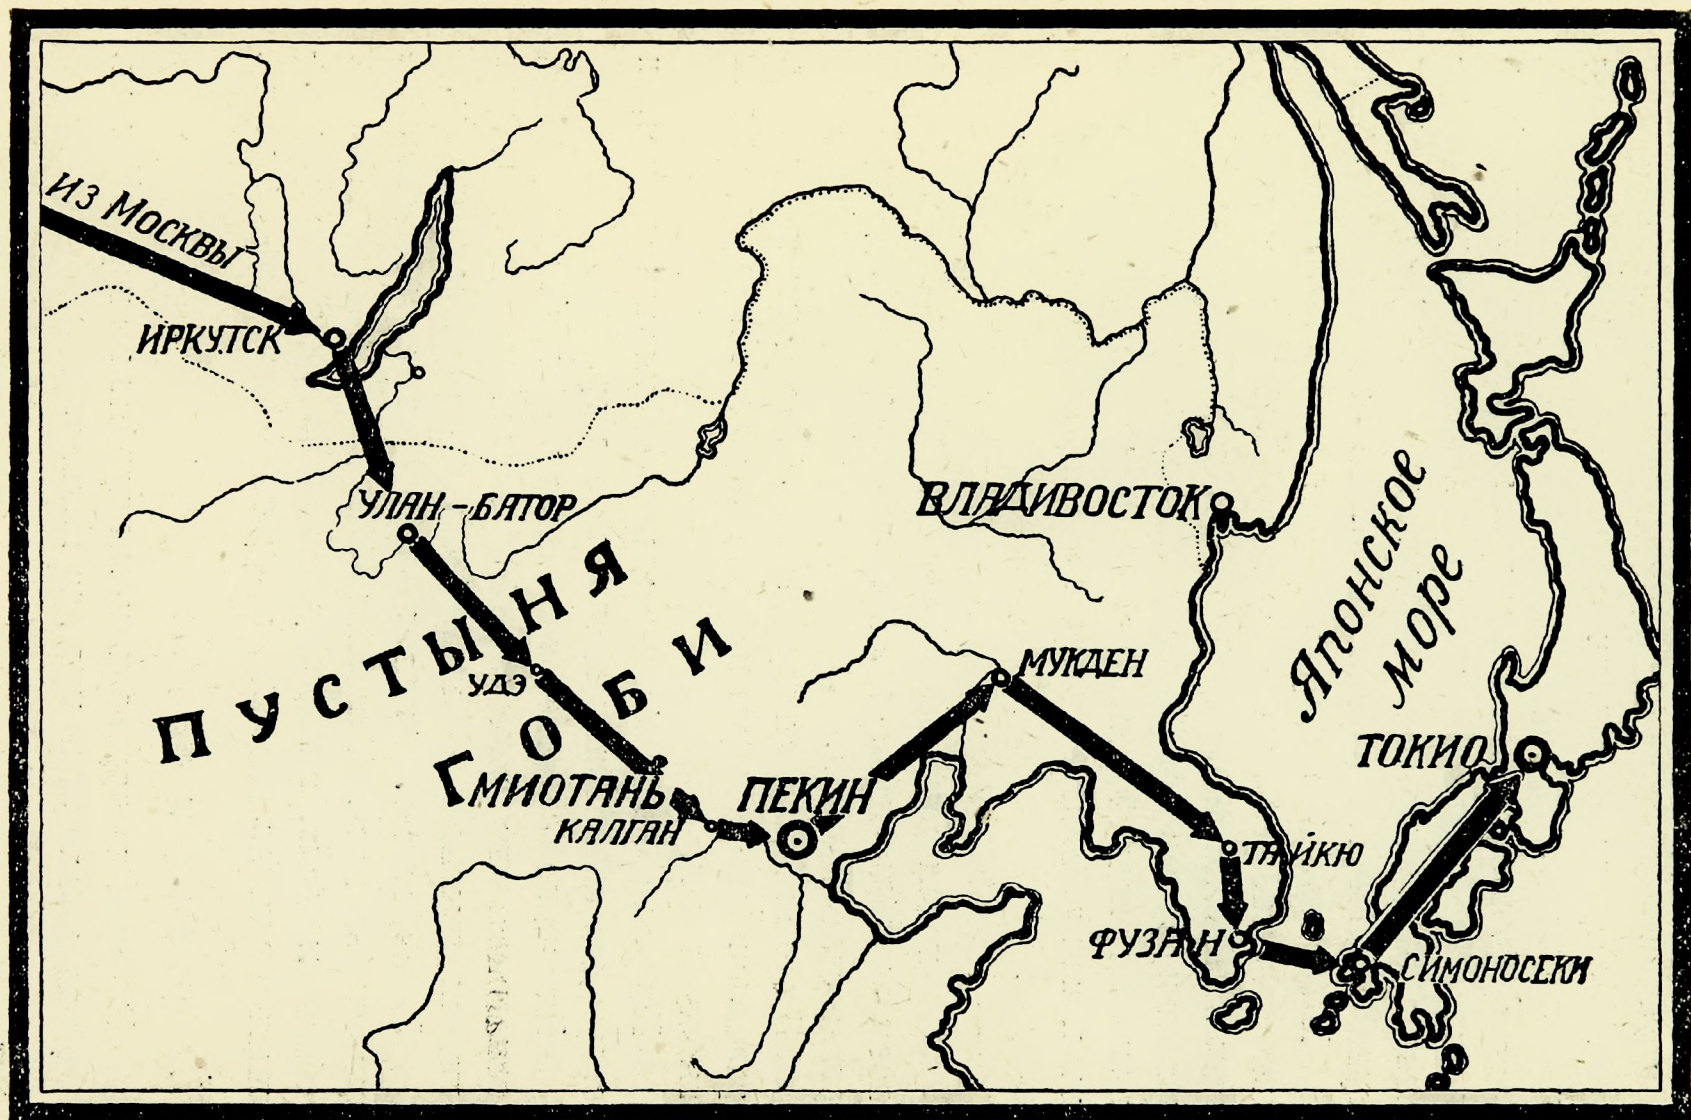 ИЗ МОСКВЫ
ИРКУТСК
УЛАН-БАТОР
ВЛАДИВОСТОК
ПУСТЫНЯ
ГОБИ
УДЭ
Японское
море
МУКДЕН
ТОКИО
МИОТАНЬ
КАЛГАН
ПЕКИН
ТАЙКЮ
ФУЗАН
СИМОНОСЕКИ